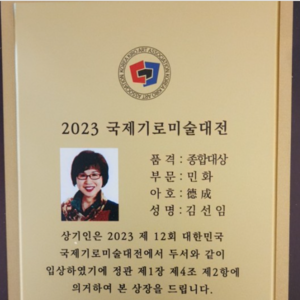 2023 국제기로미술대전
품 격 : 종합대상
부 문 : 민 화
아 호 : 德 成
성 명 : 김 선 임
상기인은 2023 제 12회 대한민국
국제기로미술대전에서 두서와 같이
입상하였기에 정관 제1장 제4조 제2항에
의거하여 본 상장을 드립니다.